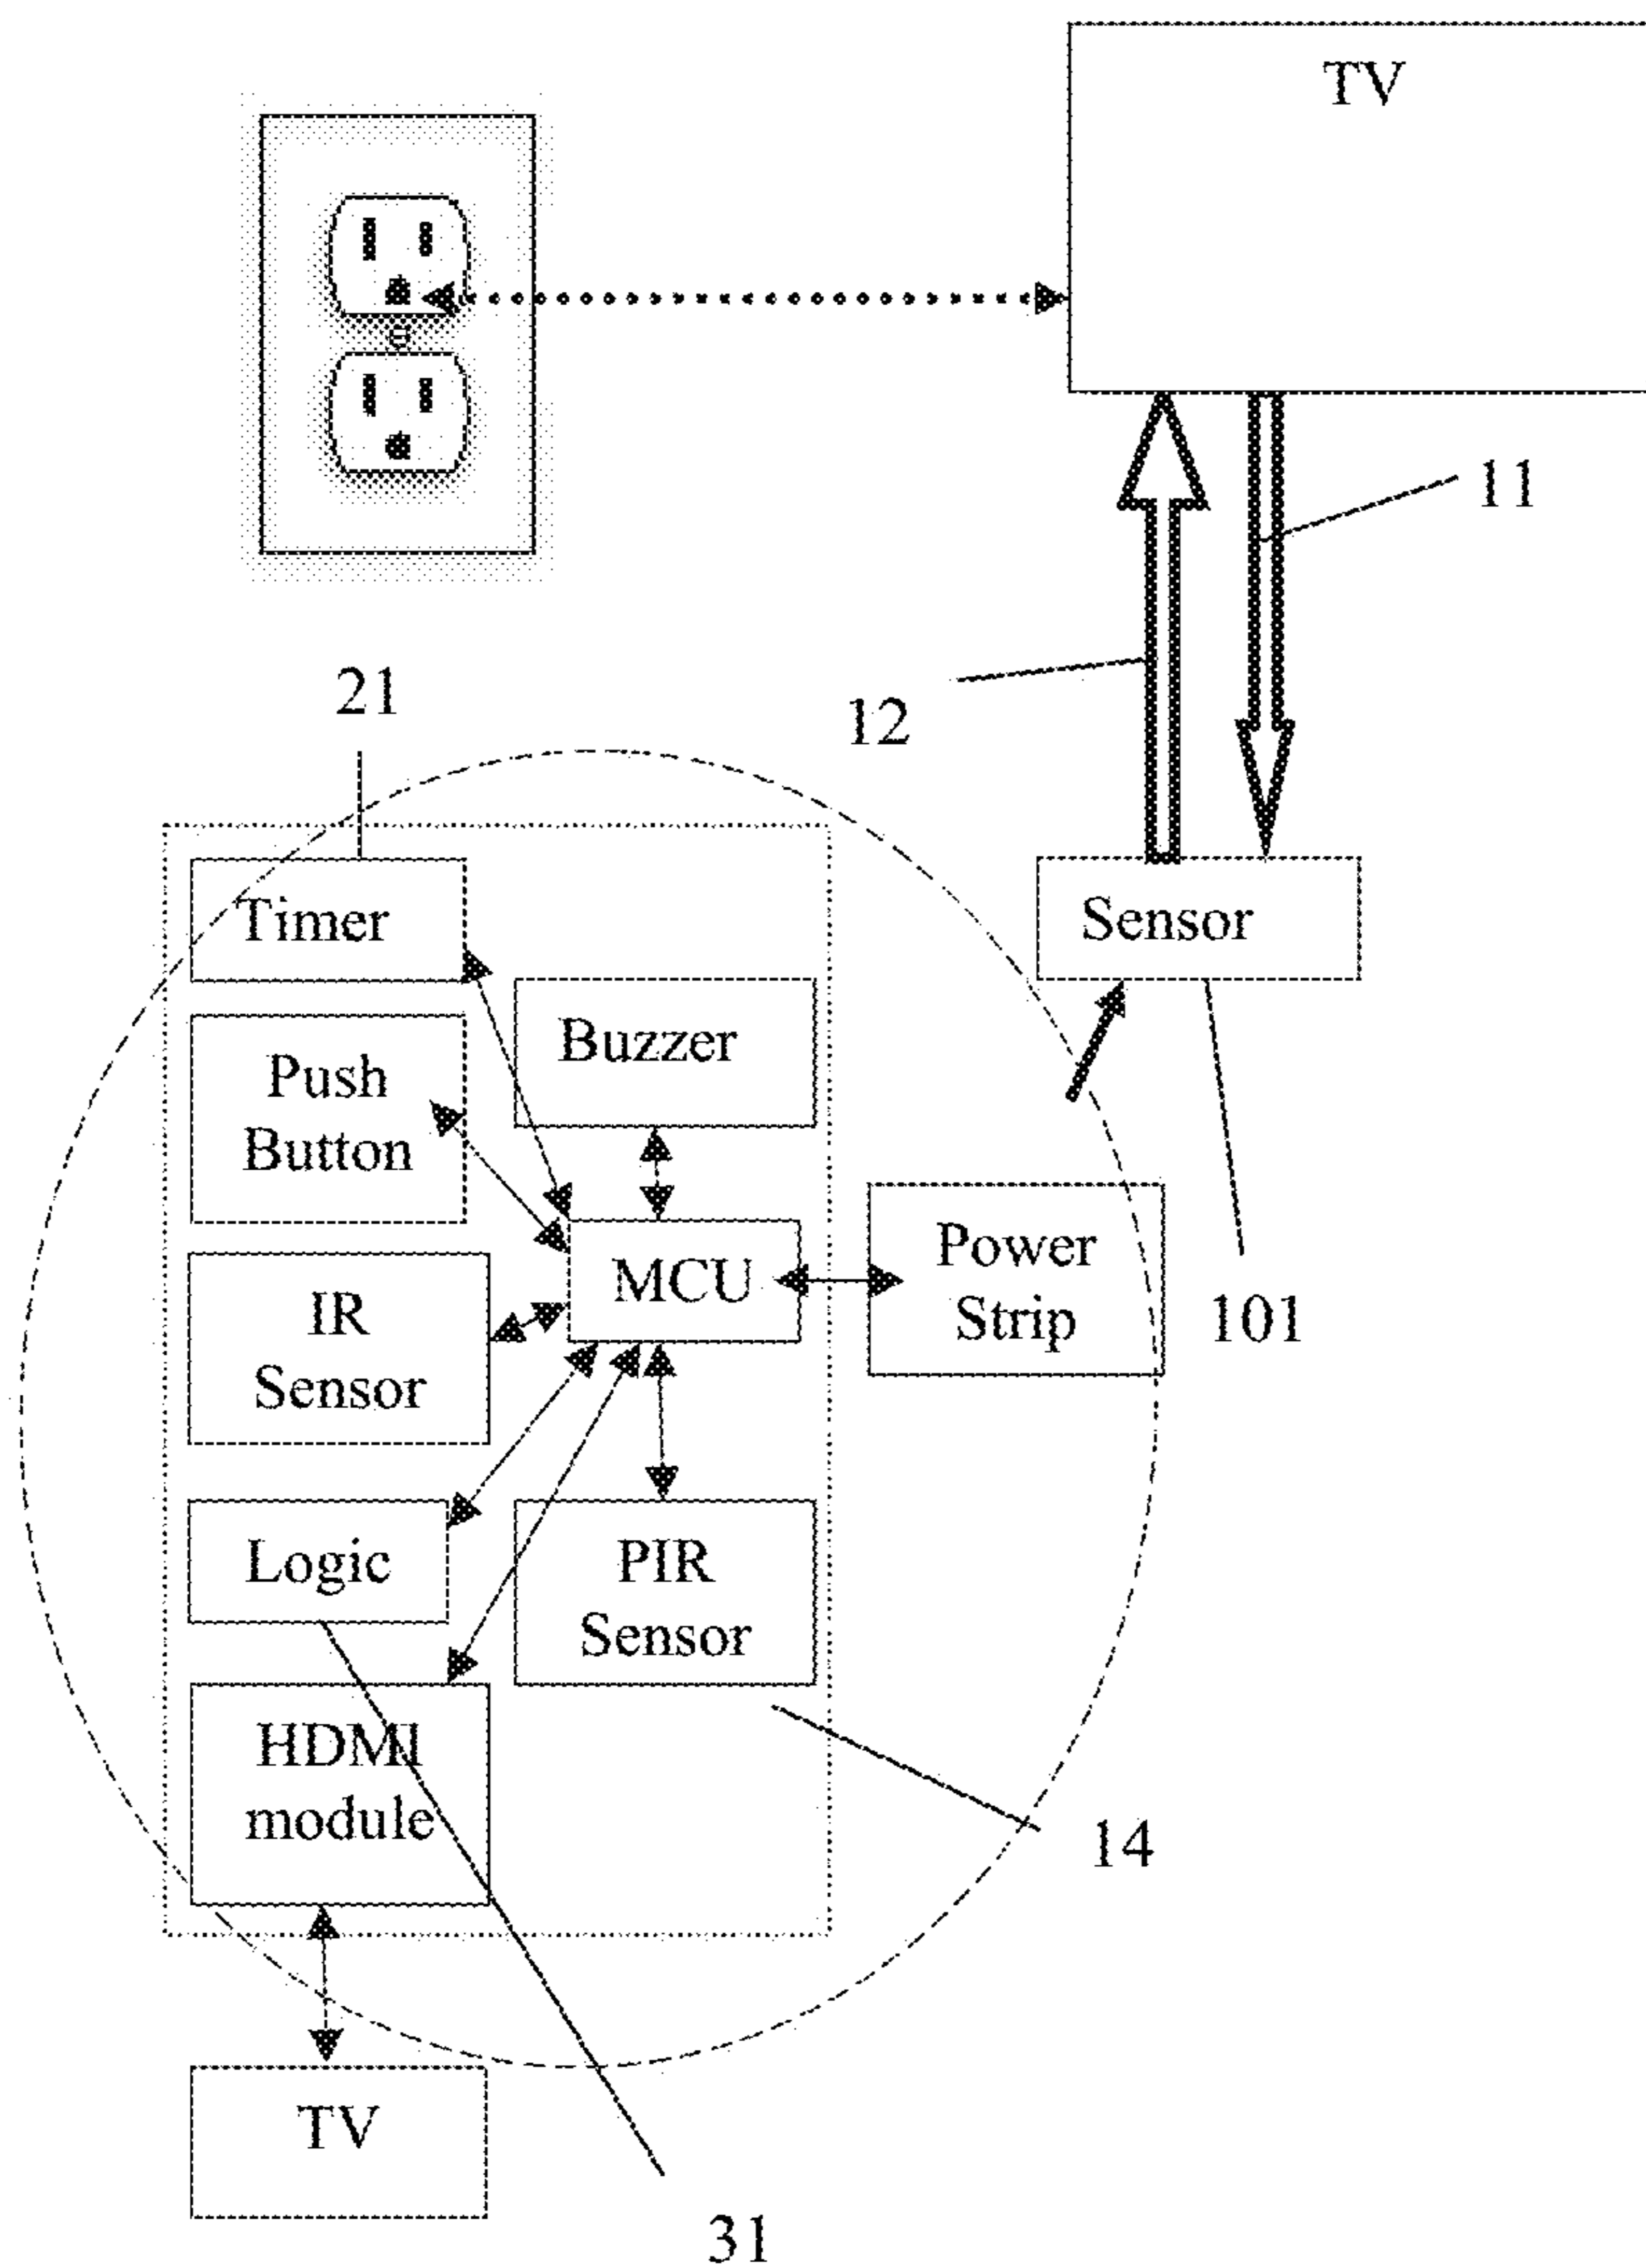 TV
11
12
21
Timer
Sensor
Buzzer
Push
Button
MCU
Power
Strip
101
IR
Sensor
Logic
PIR
Sensor
HDMI
module
14
TV
31